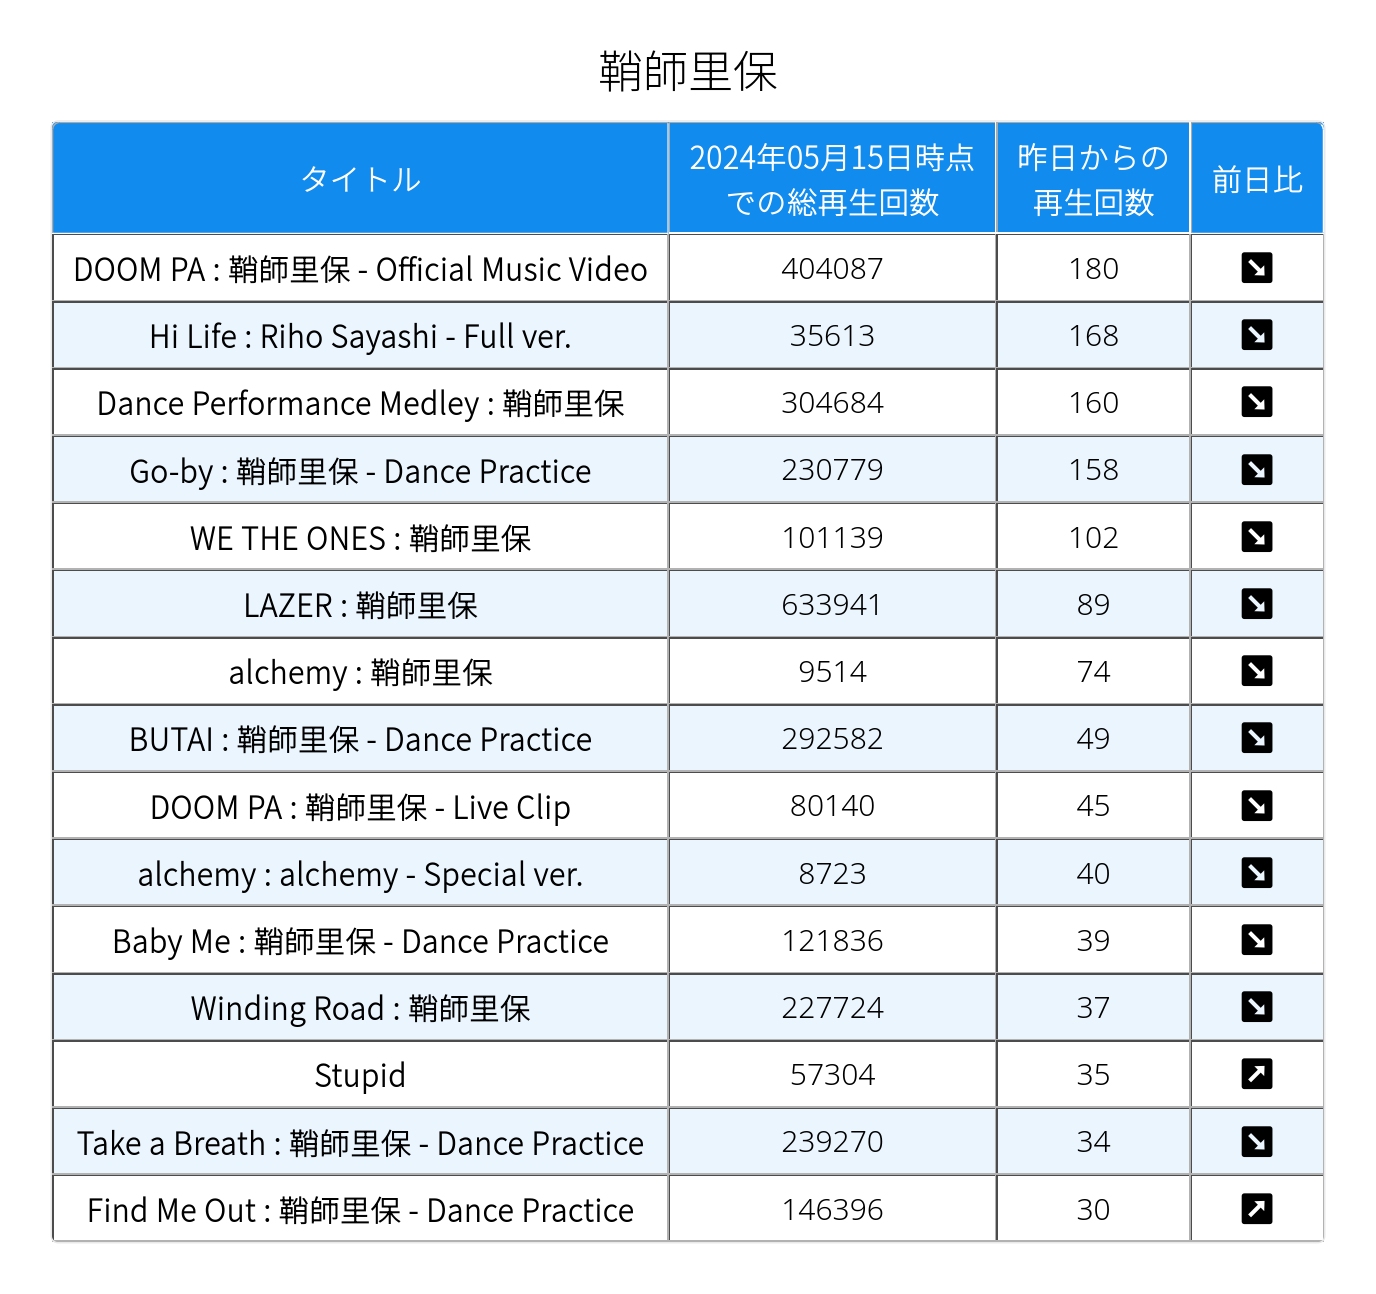 鞘師里保
タイトル
2024年05月15日時点
での総再生回数
昨日からの
再生回数
前日比
DOOM PA : 鞘師里保 - Official Music Video 404087 180 ↘
Hi Life : Riho Sayashi - Full ver. 35613 168 ↘
Dance Performance Medley : 鞘師里保 304684 160 ↘
Go-by : 鞘師里保 - Dance Practice 230779 158 ↘
WE THE ONES : 鞘師里保 101139 102 ↘
LAZER : 鞘師里保 633941 89 ↘
alchemy : 鞘師里保 9514 74 ↘
BUTAI : 鞘師里保 - Dance Practice 292582 49 ↘
DOOM PA : 鞘師里保 - Live Clip 80140 45 ↘
alchemy : alchemy - Special ver. 8723 40 ↘
Baby Me : 鞘師里保 - Dance Practice 121836 39 ↘
Winding Road : 鞘師里保 227724 37 ↘
Stupid 57304 35 ↗
Take a Breath : 鞘師里保 - Dance Practice 239270 34 ↘
Find Me Out : 鞘師里保 - Dance Practice 146396 30 ↗